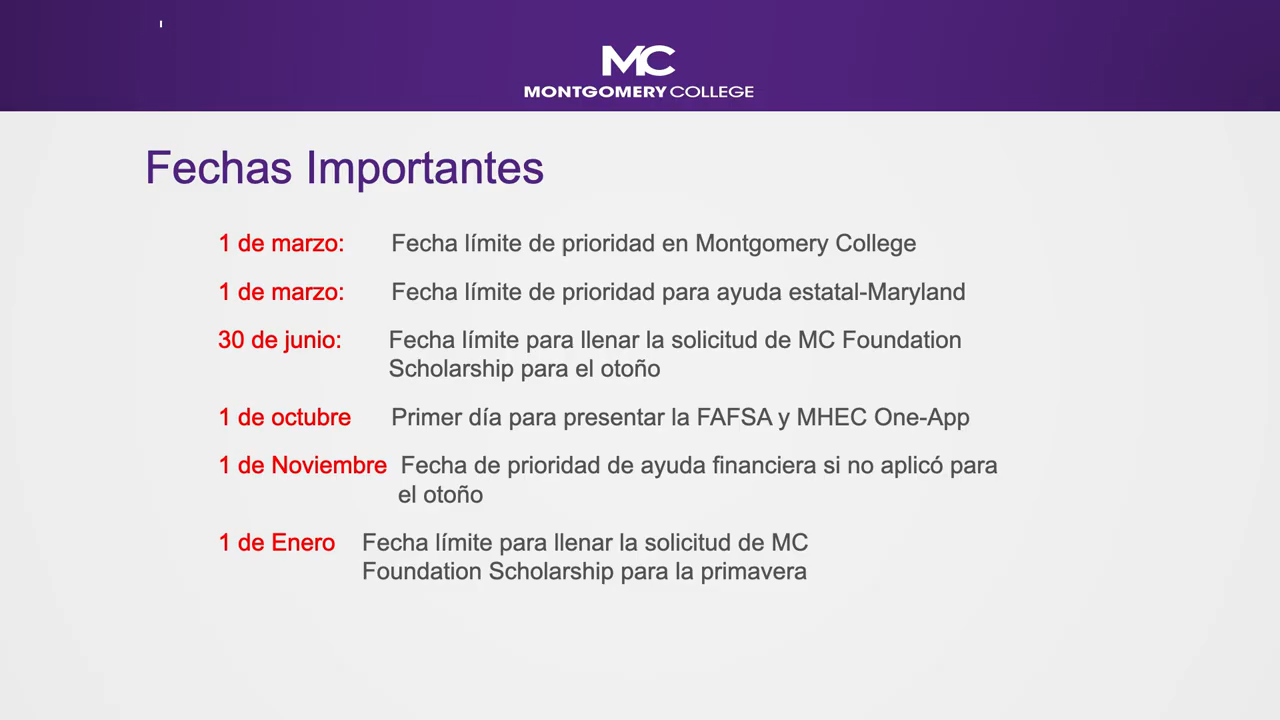 MC
MONTGOMERY COLLEGE
Fechas Importantes
1 de marzo: Fecha límite de prioridad en Montgomery College
1 de marzo: Fecha límite de prioridad para ayuda estatal-Maryland
30 de junio: Fecha límite para llenar la solicitud de MC Foundation
Scholarship para el otoño
1 de octubre Primer día para presentar la FAFSA y MHEC One-App
1 de Noviembre Fecha de prioridad de ayuda financiera si no aplicó para
el otoño
1 de Enero Fecha límite para llenar la solicitud de MC
Foundation Scholarship para la primavera